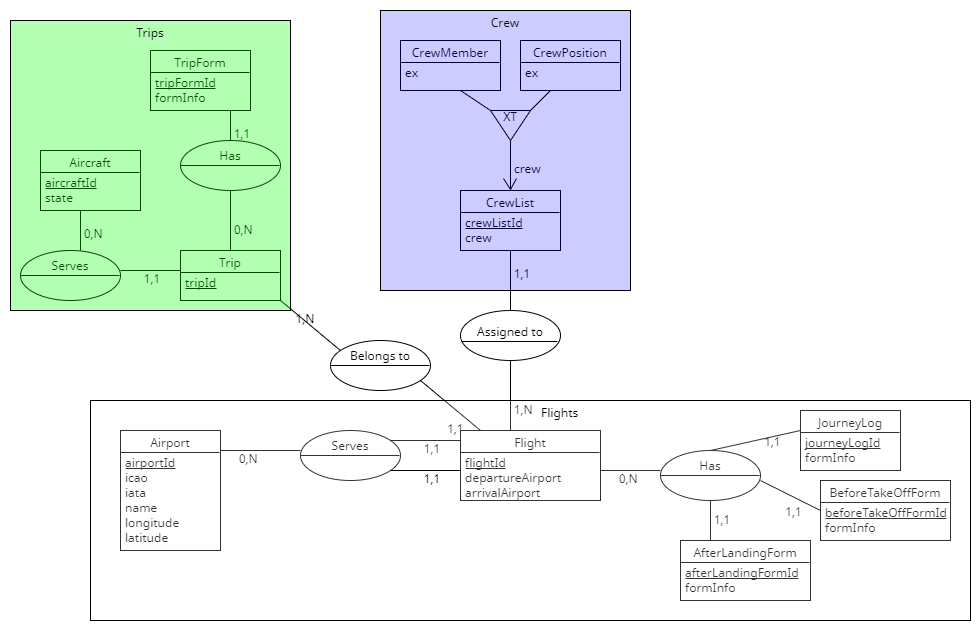 Trips
TripForm
tripFormId
formInfo
1,1
Has
Aircraft
aircraftId
state
0,N
0,N
Serves
1,1
Trip
tripId
Crew
CrewMember
ex
CrewPosition
ex
XT
crew
CrewList
crewListId
crew
1,1
1,N
Belongs to
Assigned to
1,N
Flights
Airport
airportId
icao
iata
name
longitude
latitude
0,N
Serves
1,1
1,1
1,1
Flight
flightId
departureAirport
arrivalAirport
0,N
Has
1,1
JourneyLog
journeyLogId
formInfo
1,1
BeforeTakeOffForm
beforeTakeOffFormId
formInfo
1,1
AfterLandingForm
afterLandingFormId
formInfo